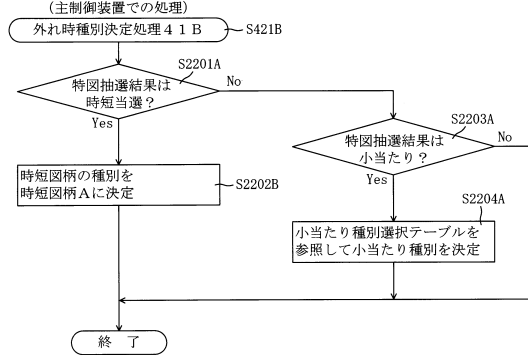 (主制御装置での処理)
外れ時種別決定処理41B
S421B
S2201A
特図抽選結果は
時短当選?
No
Yes
S2203A
特図抽選結果は
小当たり?
No
Yes
時短図柄の種別を
時短図柄Aに決定
S2202B
S2204A
小当たり種別選択テーブルを
参照して小当たり種別を決定
終 了